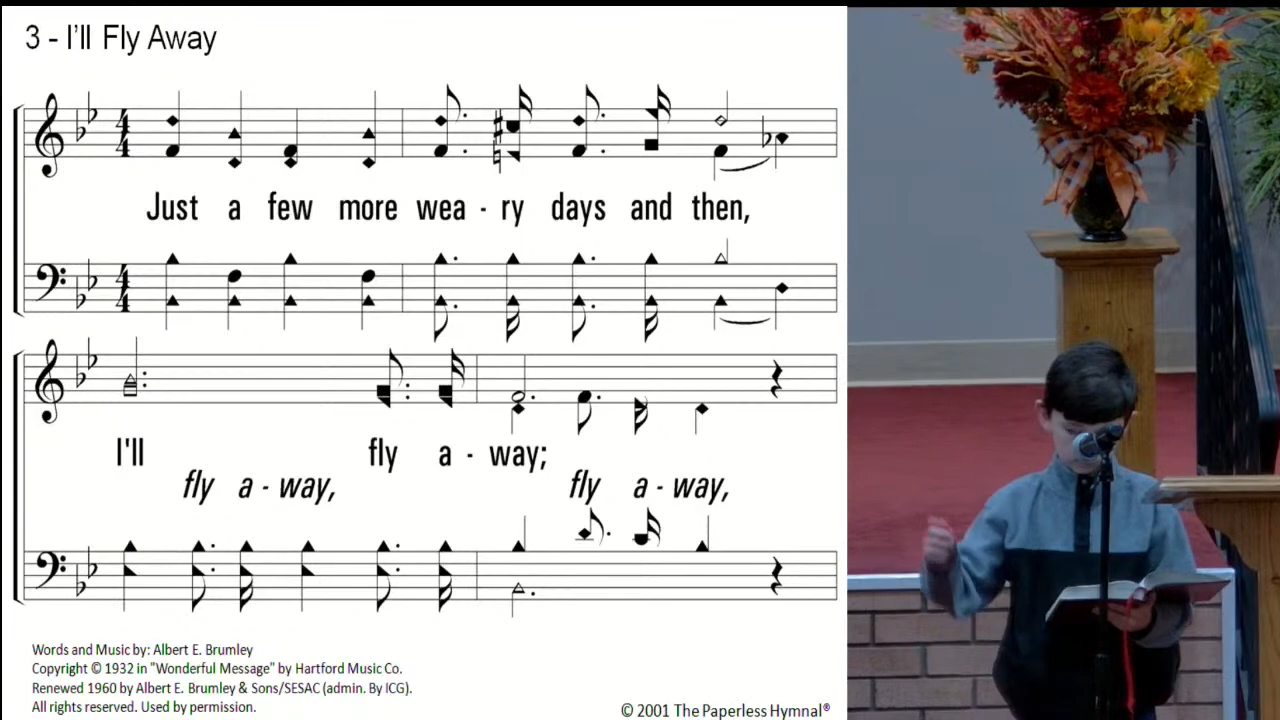 3 - I'll Fly Away
Just a few more wea - ry days and then,
I'll fly a - way;
fly a - way, fly a - way,
Words and Music by: Albert E. Brumley
Copyright © 1932 in "Wonderful Message" by Hartford Music Co.
Renewed 1960 by Albert E. Brumley & Sons/SESAC (admin. By ICG).
All rights reserved. Used by permission.
© 2001 The Paperless Hymnal®